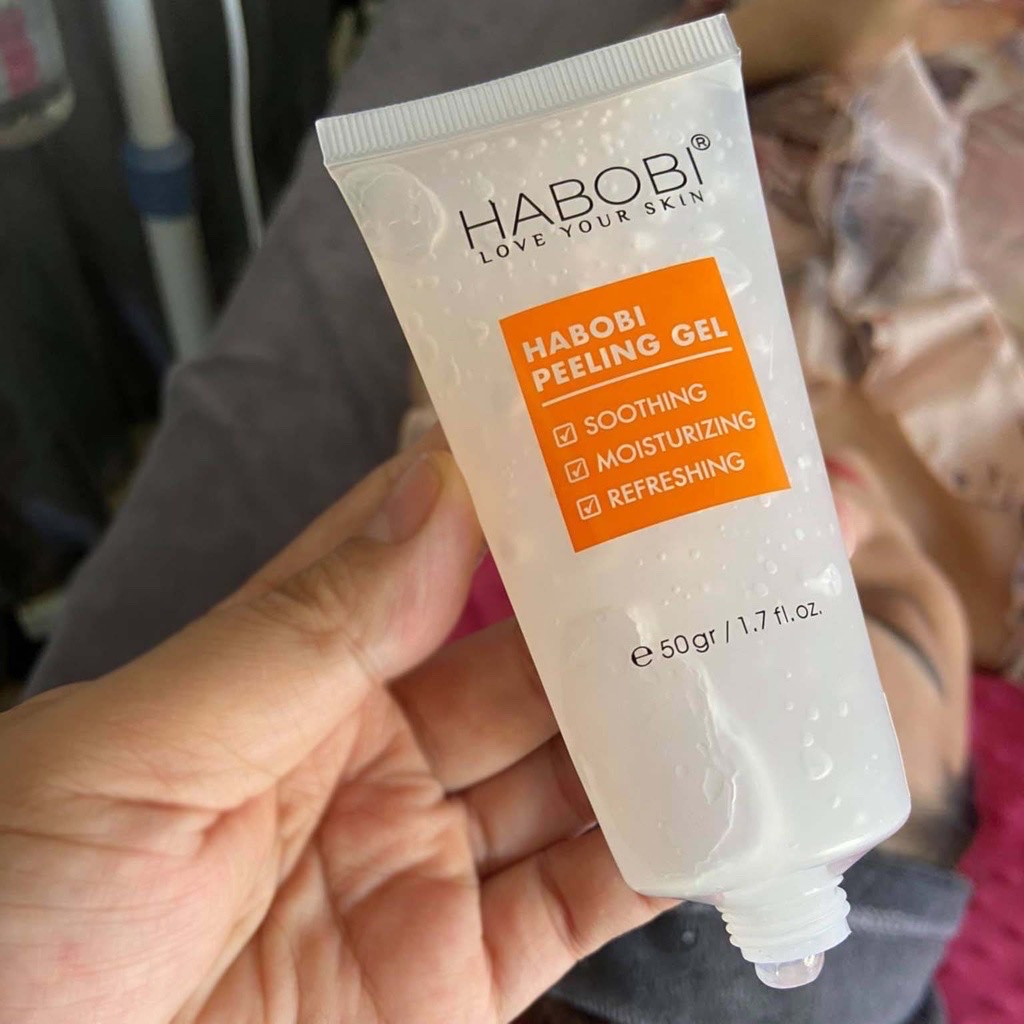 HABOBI®
LOVE YOUR SKIN
HABOBI
PEELING GEL
☑ SOOTHING
☑ MOISTURIZING
☑ REFRESHING
℮ 50gr / 1.7 fl.oz.